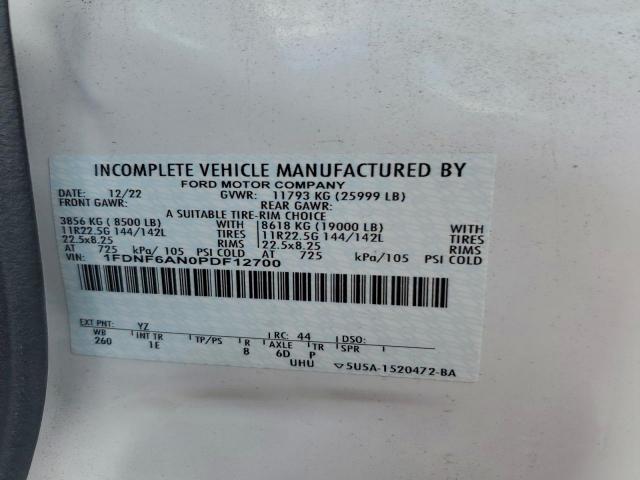 INCOMPLETE VEHICLE MANUFACTURED BY
FORD MOTOR COMPANY
DATE: 12/22 GVWR: 11793 KG (25999 LB)
FRONT GAWR: REAR GAWR:
A SUITABLE TIRE-RIM CHOICE
3856 KG ( 8500 LB) WITH 8618 KG (19000 LB) WITH
11R22.5G 144/142L TIRES 11R22.5G 144/142L TIRES
22.5x8.25 RIMS 22.5x8.25 RIMS
AT 725 kPa/ 105 PSI COLD AT 725 kPa/105 PSI COLD
VIN: 1FDNF6AN0PDF12700
EXT PNT: YZ RC: 44 DSO:
WB INT TR TP/PS R AXLE TR SPR
260 1E B 6D P
UHU ▽5U5A-1520472-BA